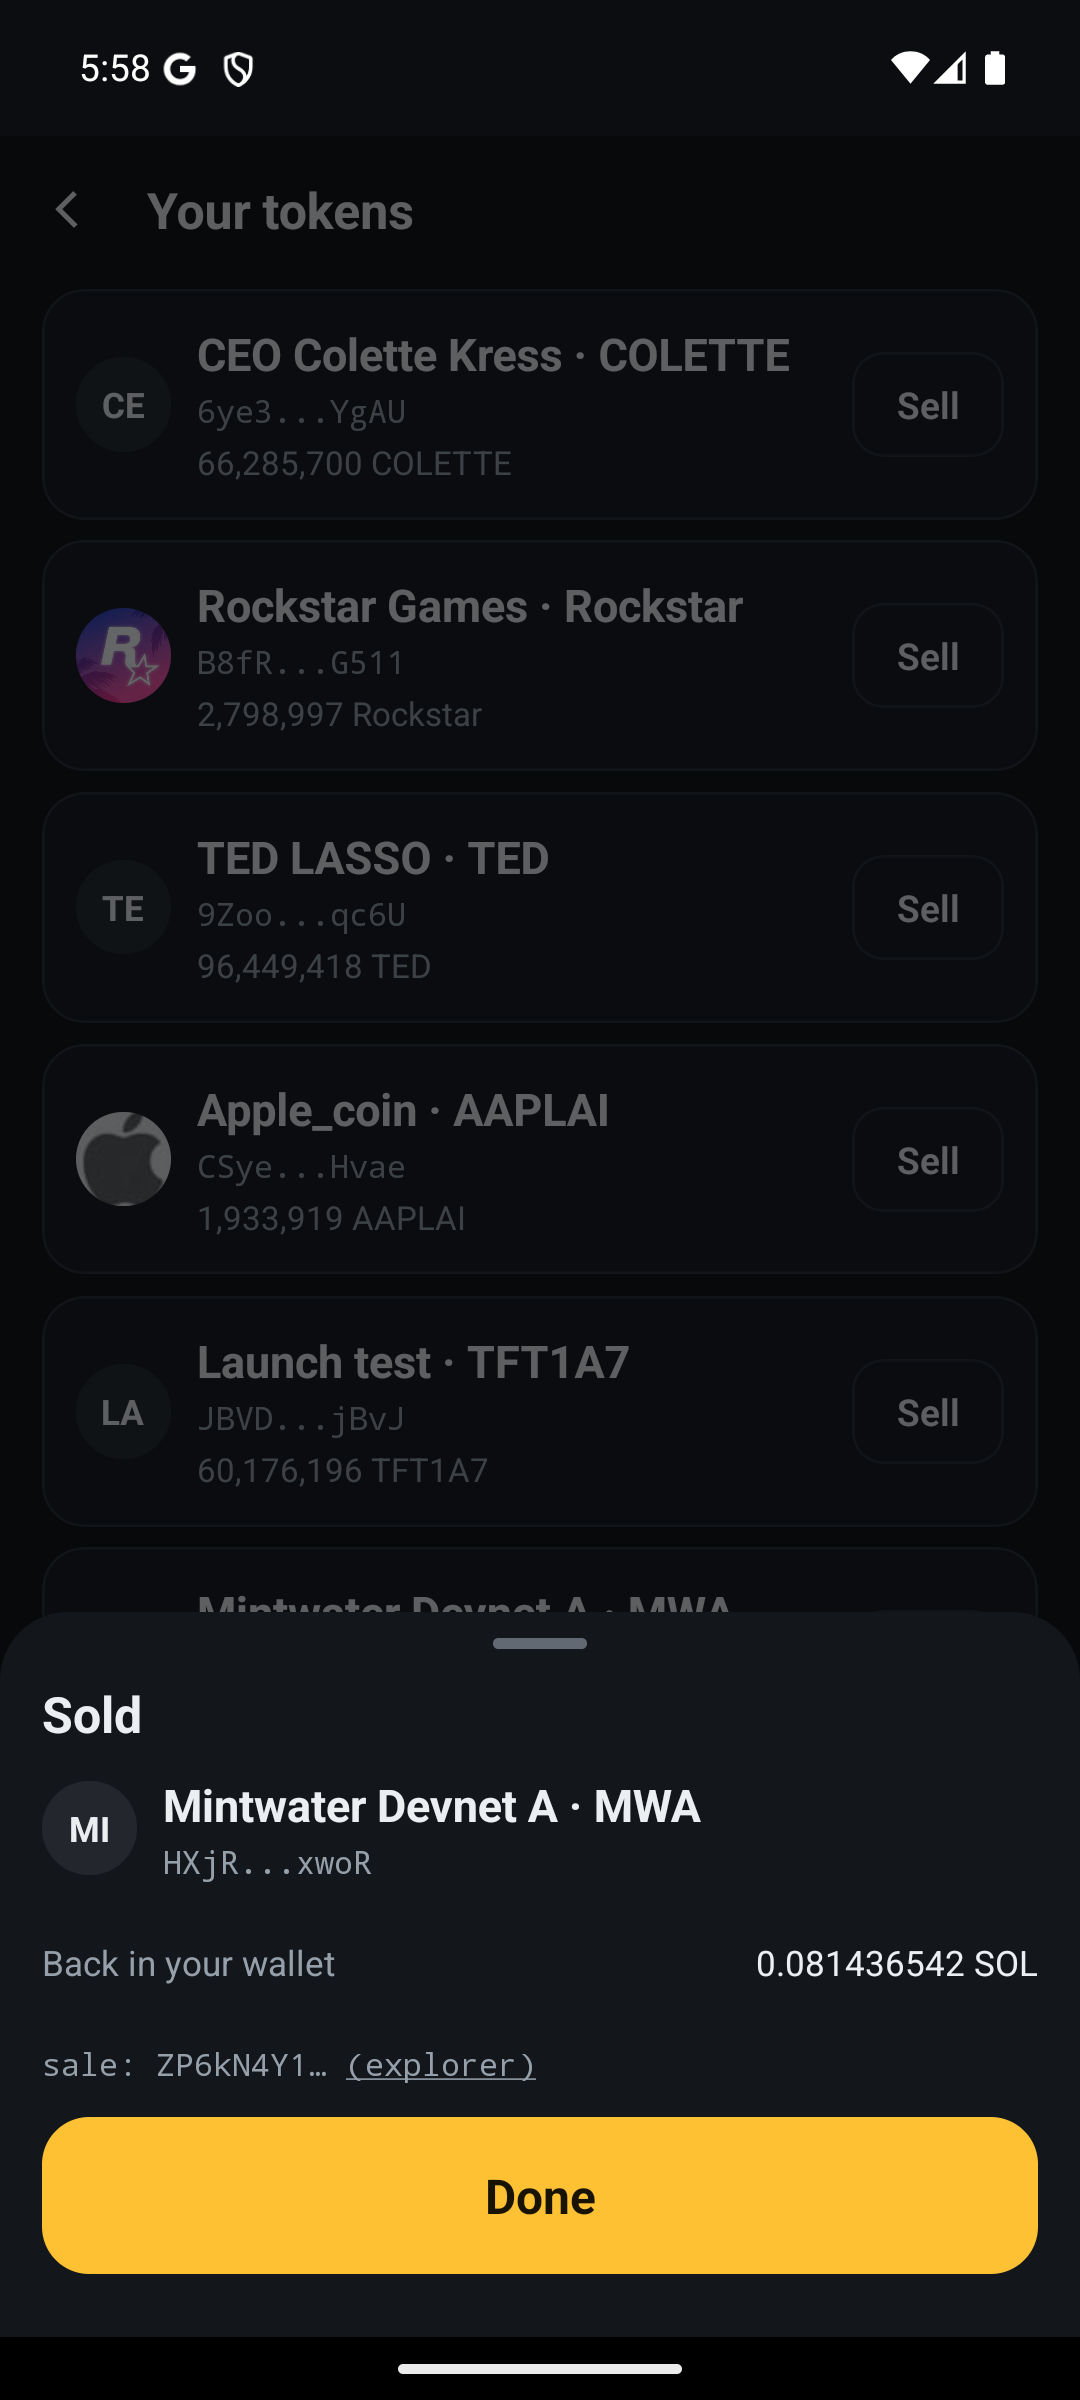 5:58
Your tokens
CE
CEO Colette Kress · COLETTE
6ye3...YgAU
66,285,700 COLETTE
Sell
Rockstar Games · Rockstar
B8fR...G511
2,798,997 Rockstar
Sell
TE
TED LASSO · TED
9Zoo...qc6U
96,449,418 TED
Sell
Apple_coin · AAPLAI
CSye...Hvae
1,933,919 AAPLAI
Sell
LA
Launch test · TFT1A7
JBVD...jBvJ
60,176,196 TFT1A7
Sell
Mintwater Devnet A · MWA
Sold
MI
Mintwater Devnet A · MWA
HXjR...xwoR
Back in your wallet 0.081436542 SOL
sale: ZP6kN4Y1… (explorer)
Done